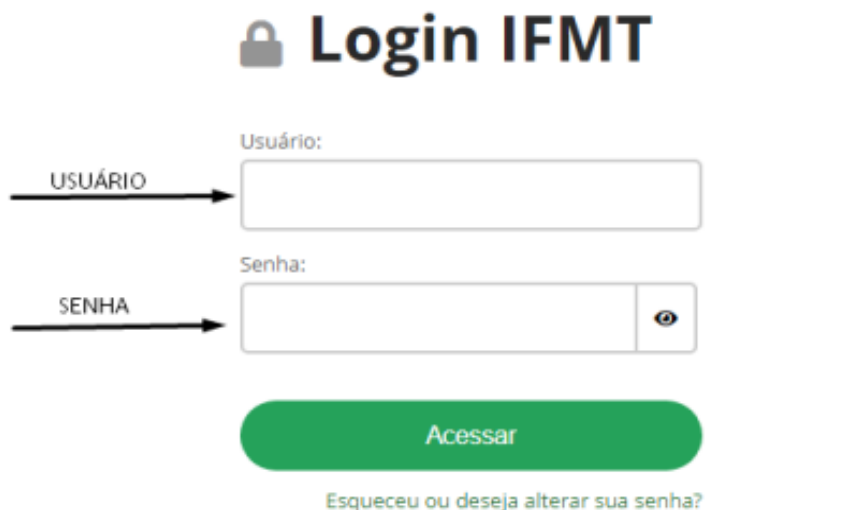 Login IFMT
Usuário:
USUÁRIO
Senha:
SENHA
Acessar
Esqueceu ou deseja alterar sua senha?